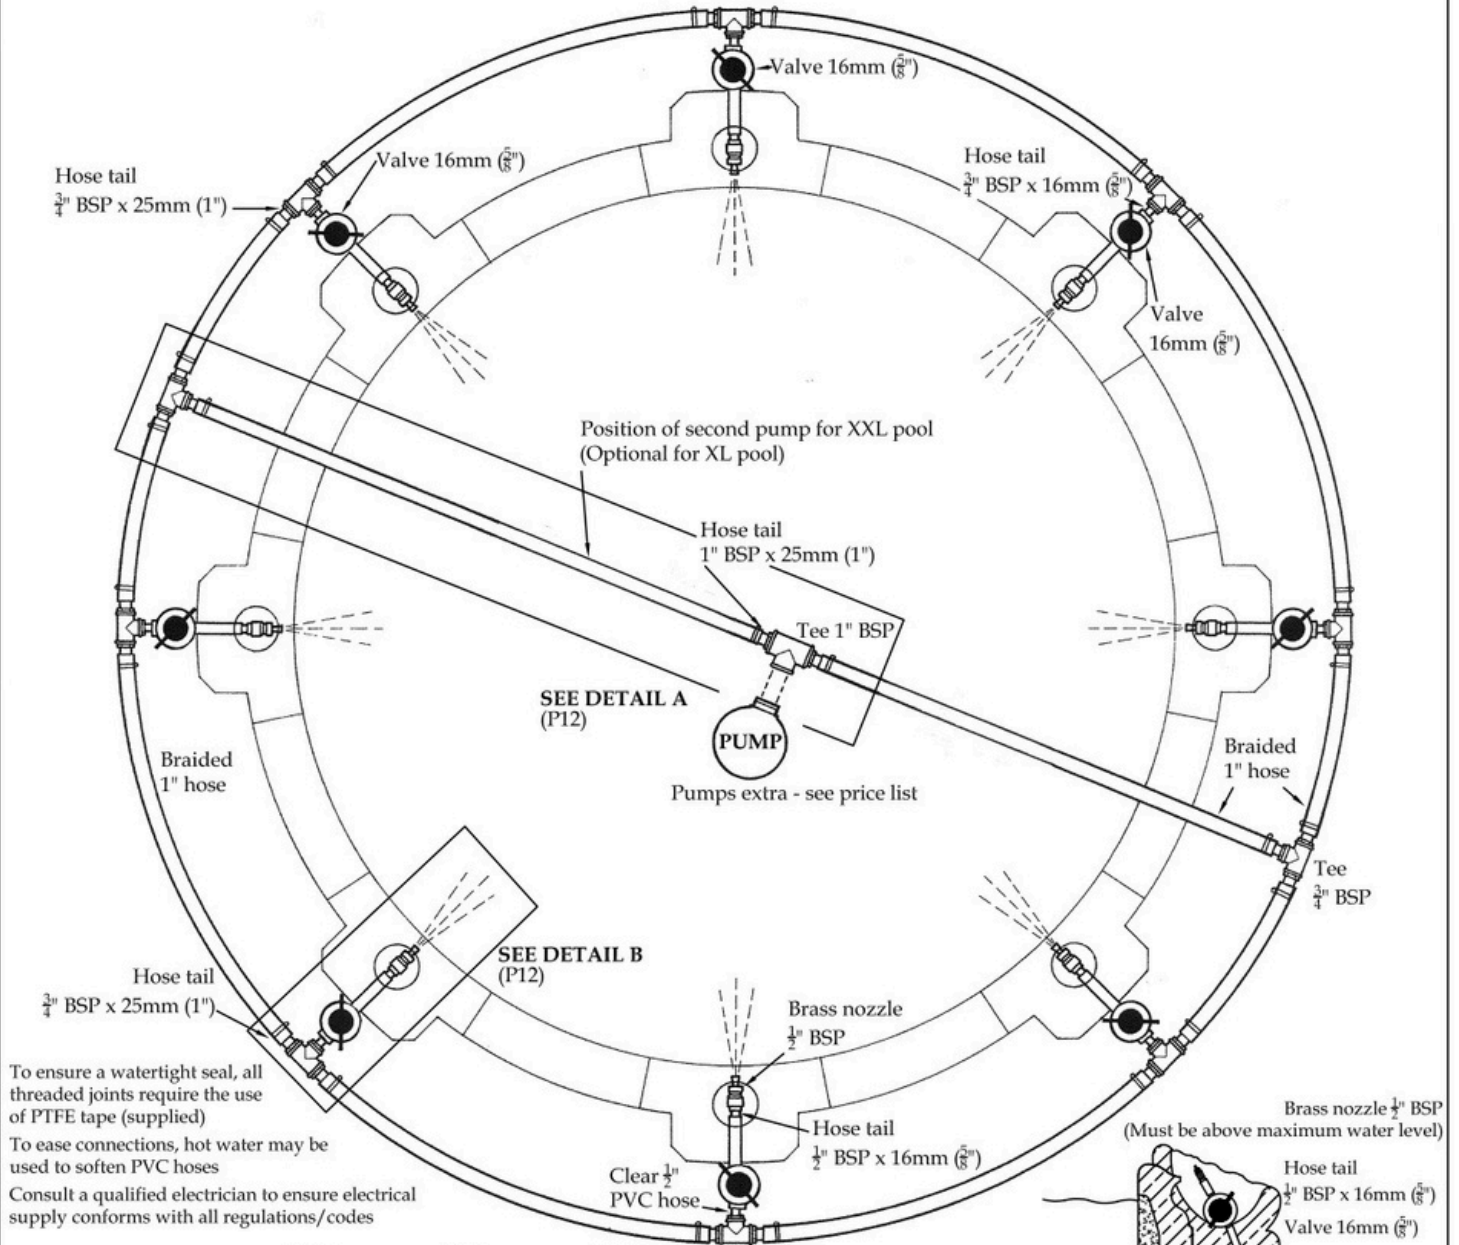 Valve 16mm (⅝")
Valve 16mm (⅝")
Hose tail
¾" BSP x 25mm (1")
Hose tail
¾" BSP x 16mm (⅝")
Valve
16mm (⅝")
Position of second pump for XXL pool
(Optional for XL pool)
Hose tail
1" BSP x 25mm (1")
Tee 1" BSP
SEE DETAIL A
(P12)
PUMP
Pumps extra - see price list
Braided
1" hose
Braided
1" hose
Tee
¾" BSP
SEE DETAIL B
(P12)
Hose tail
¾" BSP x 25mm (1")
Brass nozzle
½" BSP
Hose tail
½" BSP x 16mm (⅝")
Clear ½"
PVC hose
To ensure a watertight seal, all
threaded joints require the use
of PTFE tape (supplied)
To ease connections, hot water may be
used to soften PVC hoses
Consult a qualified electrician to ensure electrical
supply conforms with all regulations/codes
Brass nozzle ½" BSP
(Must be above maximum water level)
Hose tail
½" BSP x 16mm (⅝")
Valve 16mm (⅝")